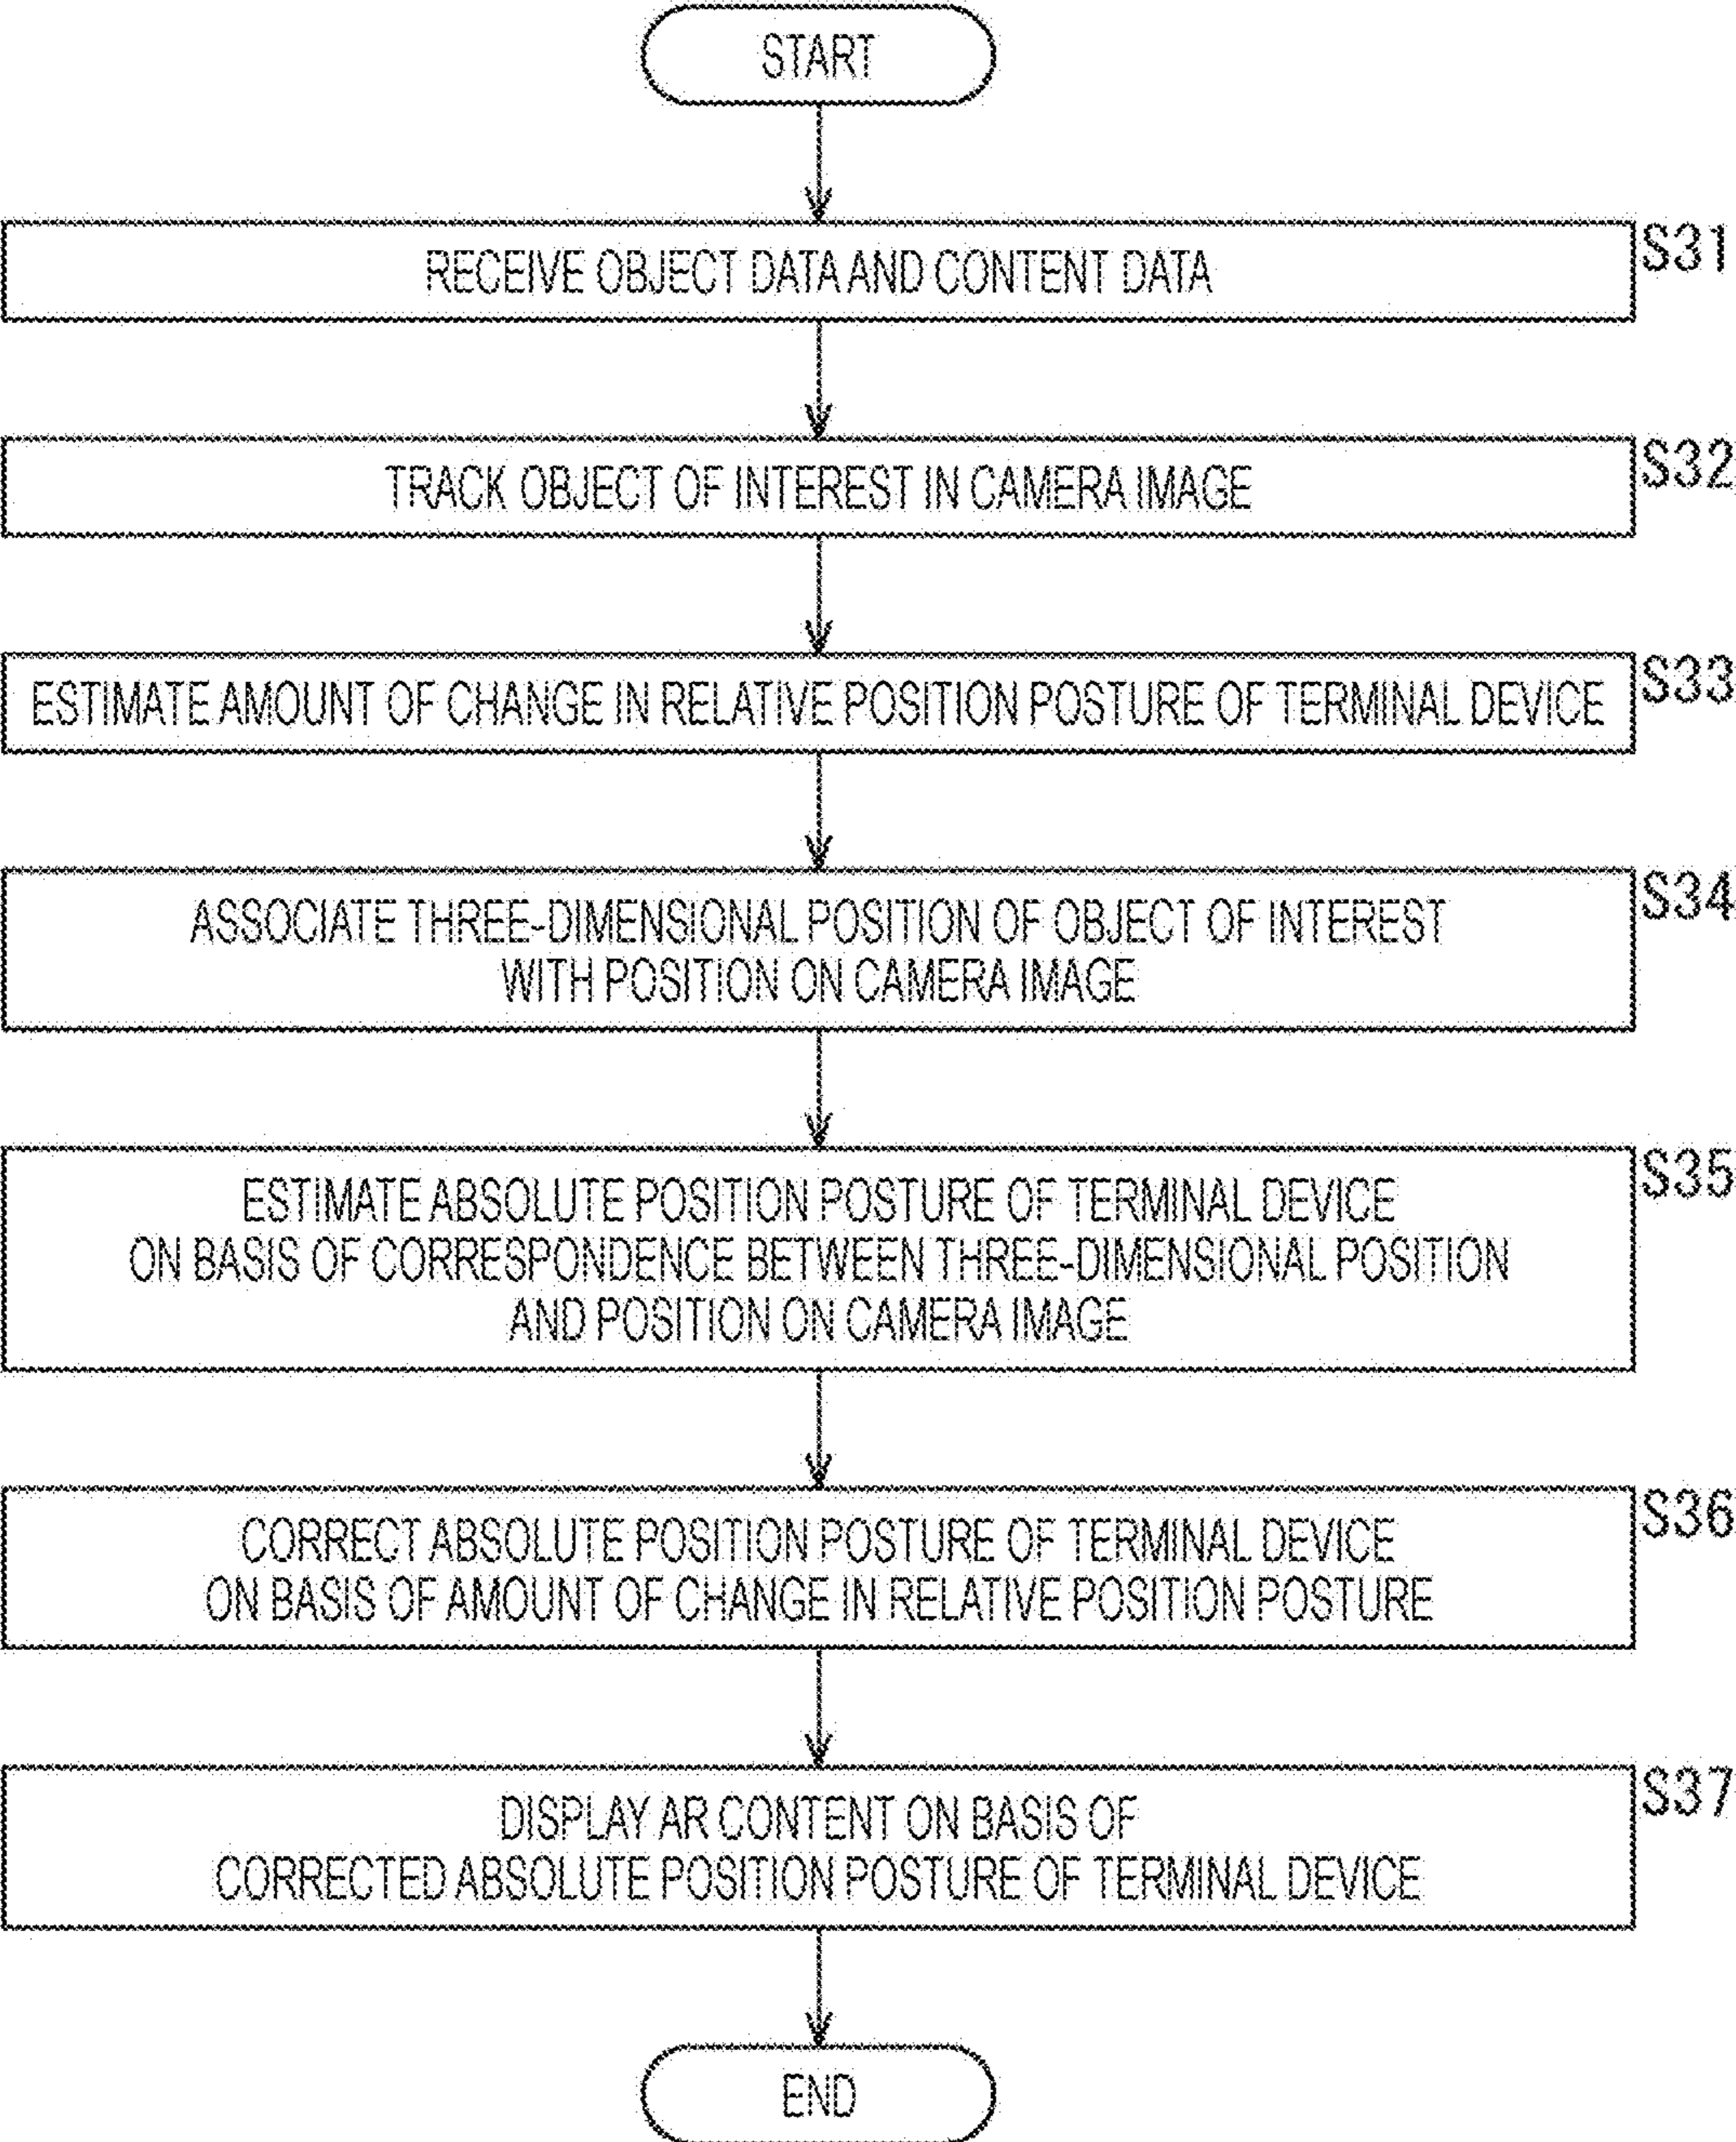 START
S31
RECEIVE OBJECT DATA AND CONTENT DATA
S32
TRACK OBJECT OF INTEREST IN CAMERA IMAGE
S33
ESTIMATE AMOUNT OF CHANGE IN RELATIVE POSITION POSTURE OF TERMINAL DEVICE
S34
ASSOCIATE THREE-DIMENSIONAL POSITION OF OBJECT OF INTEREST
WITH POSITION ON CAMERA IMAGE
S35
ESTIMATE ABSOLUTE POSITION POSTURE OF TERMINAL DEVICE
ON BASIS OF CORRESPONDENCE BETWEEN THREE-DIMENSIONAL POSITION
AND POSITION ON CAMERA IMAGE
S36
CORRECT ABSOLUTE POSITION POSTURE OF TERMINAL DEVICE
ON BASIS OF AMOUNT OF CHANGE IN RELATIVE POSITION POSTURE
S37
DISPLAY AR CONTENT ON BASIS OF
CORRECTED ABSOLUTE POSITION POSTURE OF TERMINAL DEVICE
END